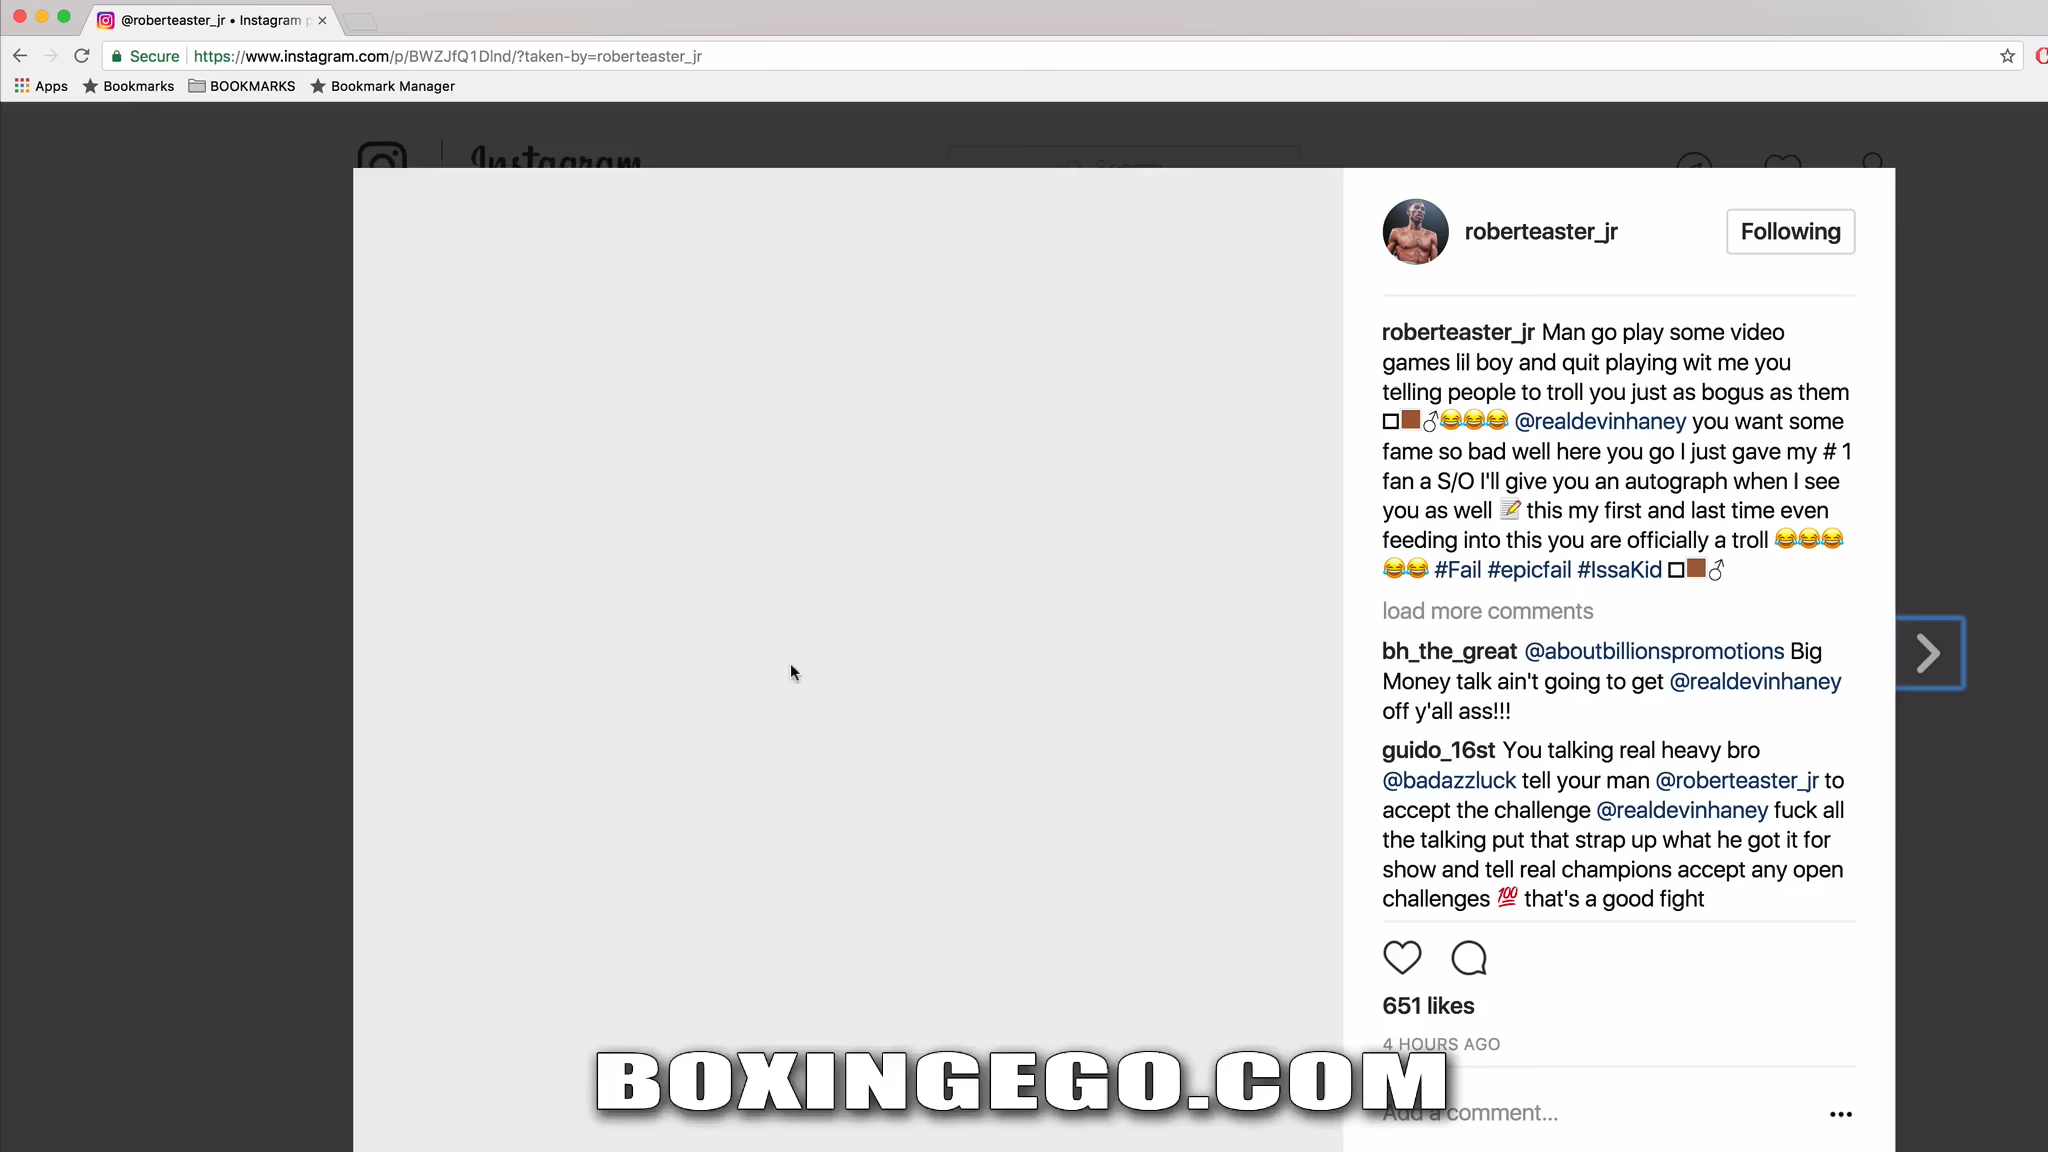 @roberteaster_jr • Instagram p
Secure https://www.instagram.com/p/BWZJfQ1Dlnd/?taken-by=roberteaster_jr
Apps Bookmarks BOOKMARKS Bookmark Manager
Instagram
Search
roberteaster_jr Following
roberteaster_jr Man go play some video
games lil boy and quit playing wit me you
telling people to troll you just as bogus as them
□🟫♂😂😂😂 @realdevinhaney you want some
fame so bad well here you go I just gave my # 1
fan a S/O I'll give you an autograph when I see
you as well 📝 this my first and last time even
feeding into this you are officially a troll 😂😂😂
😂😂 #Fail #epicfail #IssaKid □🟫♂
load more comments
bh_the_great @aboutbillionspromotions Big
Money talk ain't going to get @realdevinhaney
off y'all ass!!!
guido_16st You talking real heavy bro
@badazzluck tell your man @roberteaster_jr to
accept the challenge @realdevinhaney fuck all
the talking put that strap up what he got it for
show and tell real champions accept any open
challenges 💯 that's a good fight
651 likes
4 HOURS AGO
BOXINGEGO.COM
Add a comment...